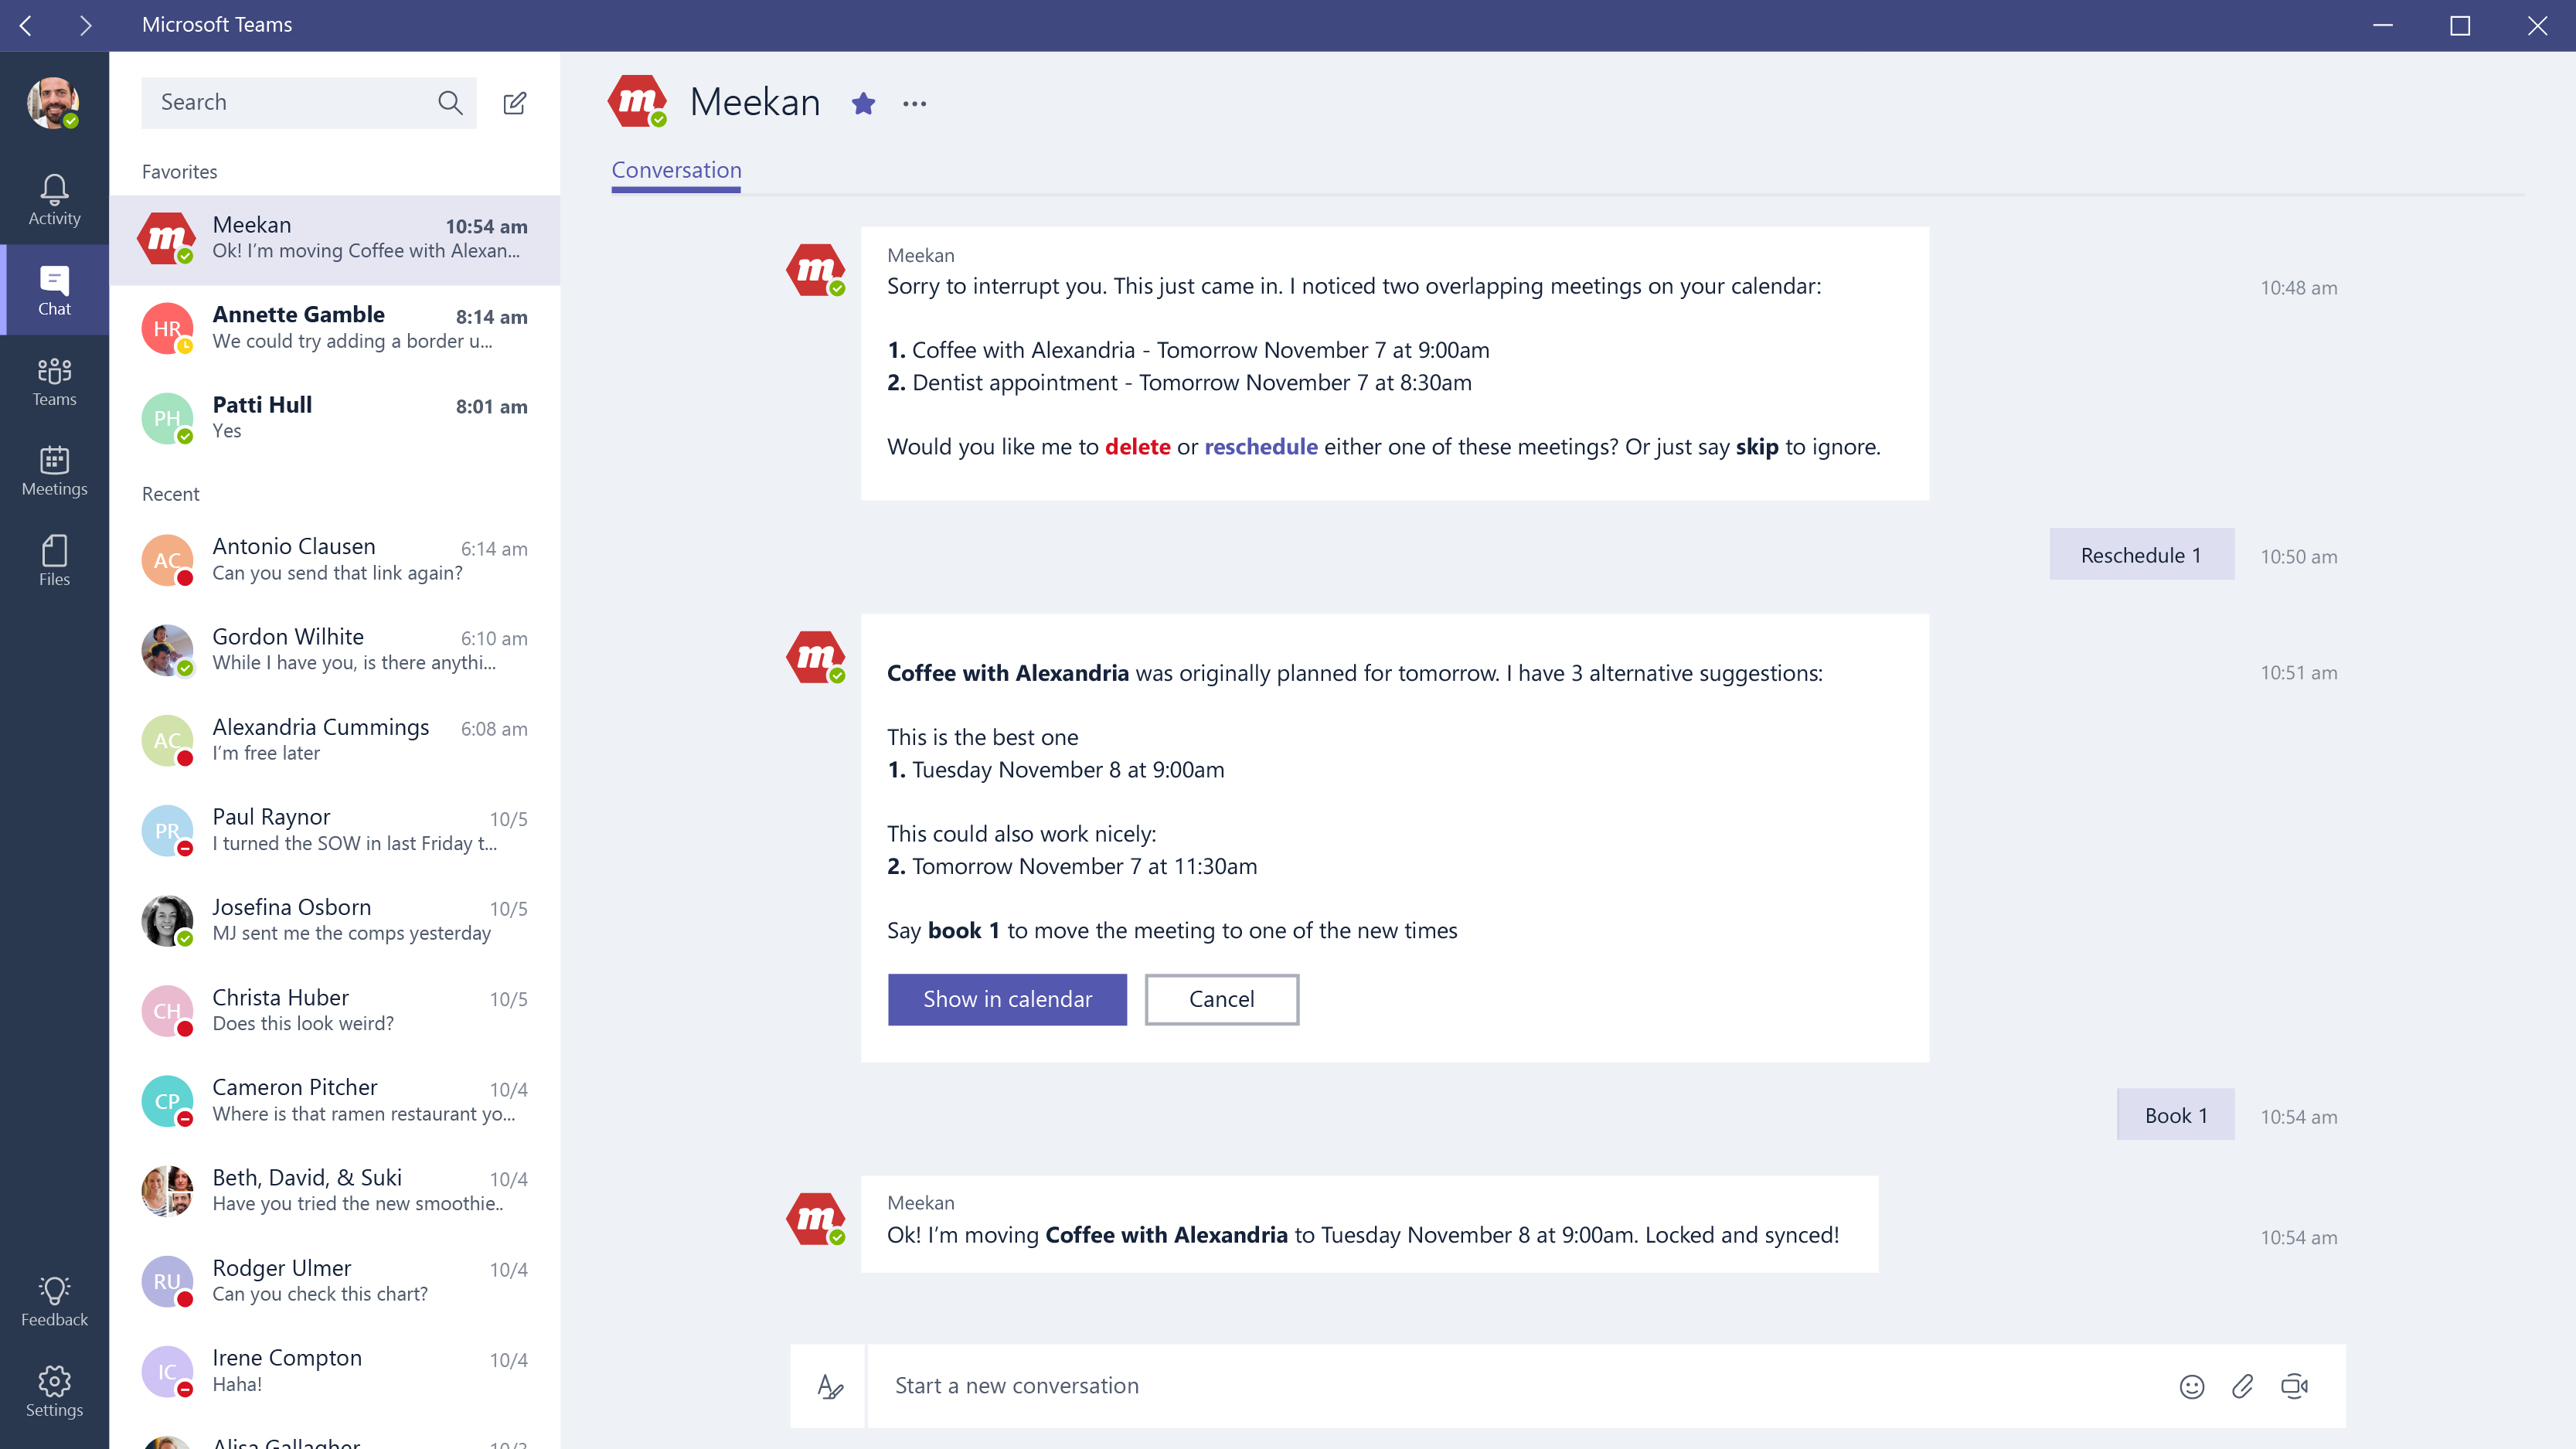 Microsoft Teams
Search
Activity
Chat
Teams
Meetings
Files
Feedback
Settings
Favorites
m
Meekan 10:54 am
Ok! I’m moving Coffee with Alexan...
HR
Annette Gamble 8:14 am
We could try adding a border u...
PH
Patti Hull 8:01 am
Yes
Recent
AC
Antonio Clausen 6:14 am
Can you send that link again?
Gordon Wilhite 6:10 am
While I have you, is there anythi...
AC
Alexandria Cummings 6:08 am
I’m free later
PR
Paul Raynor 10/5
I turned the SOW in last Friday t...
Josefina Osborn 10/5
MJ sent me the comps yesterday
CH
Christa Huber 10/5
Does this look weird?
CP
Cameron Pitcher 10/4
Where is that ramen restaurant yo...
Beth, David, & Suki 10/4
Have you tried the new smoothie..
RU
Rodger Ulmer 10/4
Can you check this chart?
IC
Irene Compton 10/4
Haha!
Alisa Gallagher 10/3
m
Meekan
Conversation
m
Meekan
Sorry to interrupt you. This just came in. I noticed two overlapping meetings on your calendar:
10:48 am
1. Coffee with Alexandria - Tomorrow November 7 at 9:00am
2. Dentist appointment - Tomorrow November 7 at 8:30am
Would you like me to delete or reschedule either one of these meetings? Or just say skip to ignore.
Reschedule 1 10:50 am
m
Coffee with Alexandria was originally planned for tomorrow. I have 3 alternative suggestions:
10:51 am
This is the best one
1. Tuesday November 8 at 9:00am
This could also work nicely:
2. Tomorrow November 7 at 11:30am
Say book 1 to move the meeting to one of the new times
Show in calendar Cancel
Book 1 10:54 am
m
Meekan
Ok! I’m moving Coffee with Alexandria to Tuesday November 8 at 9:00am. Locked and synced!
10:54 am
Start a new conversation